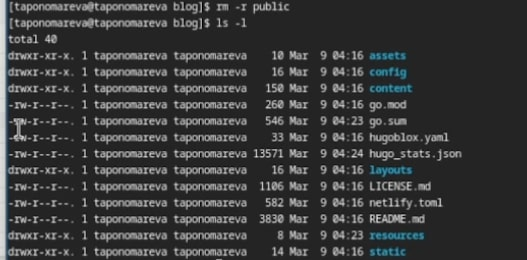 [taponomareva@taponomareva blog]$ rm -r public
[taponomareva@taponomareva blog]$ ls -l
total 40
drwxr-xr-x. 1 taponomareva taponomareva    10 Mar  9 04:16 assets
drwxr-xr-x. 1 taponomareva taponomareva    16 Mar  9 04:16 config
drwxr-xr-x. 1 taponomareva taponomareva   150 Mar  9 04:16 content
-rw-r--r--. 1 taponomareva taponomareva   260 Mar  9 04:16 go.mod
-rw-r--r--. 1 taponomareva taponomareva   546 Mar  9 04:23 go.sum
-rw-r--r--. 1 taponomareva taponomareva    33 Mar  9 04:16 hugoblox.yaml
-rw-r--r--. 1 taponomareva taponomareva 13571 Mar  9 04:24 hugo_stats.json
drwxr-xr-x. 1 taponomareva taponomareva    16 Mar  9 04:16 layouts
-rw-r--r--. 1 taponomareva taponomareva  1106 Mar  9 04:16 LICENSE.md
-rw-r--r--. 1 taponomareva taponomareva   582 Mar  9 04:16 netlify.toml
-rw-r--r--. 1 taponomareva taponomareva  3830 Mar  9 04:16 README.md
drwxr-xr-x. 1 taponomareva taponomareva     8 Mar  9 04:23 resources
drwxr-xr-x. 1 taponomareva taponomareva    14 Mar  9 04:16 static